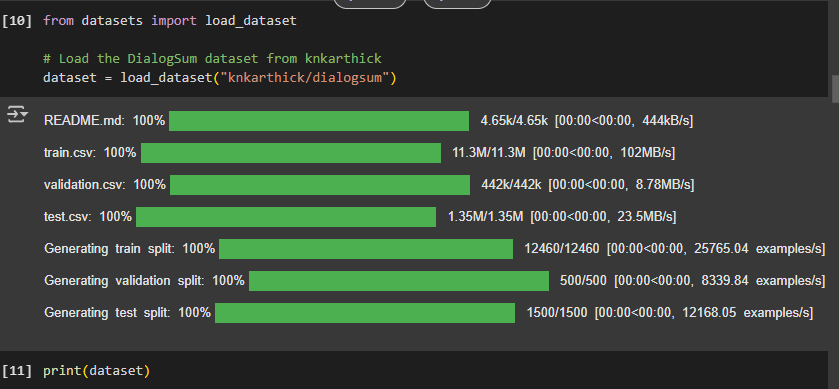 [10] from datasets import load_dataset
# Load the DialogSum dataset from knkarthick
dataset = load_dataset("knkarthick/dialogsum")
README.md: 100% 4.65k/4.65k [00:00<00:00, 444kB/s]
train.csv: 100% 11.3M/11.3M [00:00<00:00, 102MB/s]
validation.csv: 100% 442k/442k [00:00<00:00, 8.78MB/s]
test.csv: 100% 1.35M/1.35M [00:00<00:00, 23.5MB/s]
Generating train split: 100% 12460/12460 [00:00<00:00, 25765.04 examples/s]
Generating validation split: 100% 500/500 [00:00<00:00, 8339.84 examples/s]
Generating test split: 100% 1500/1500 [00:00<00:00, 12168.05 examples/s]
[11] print(dataset)